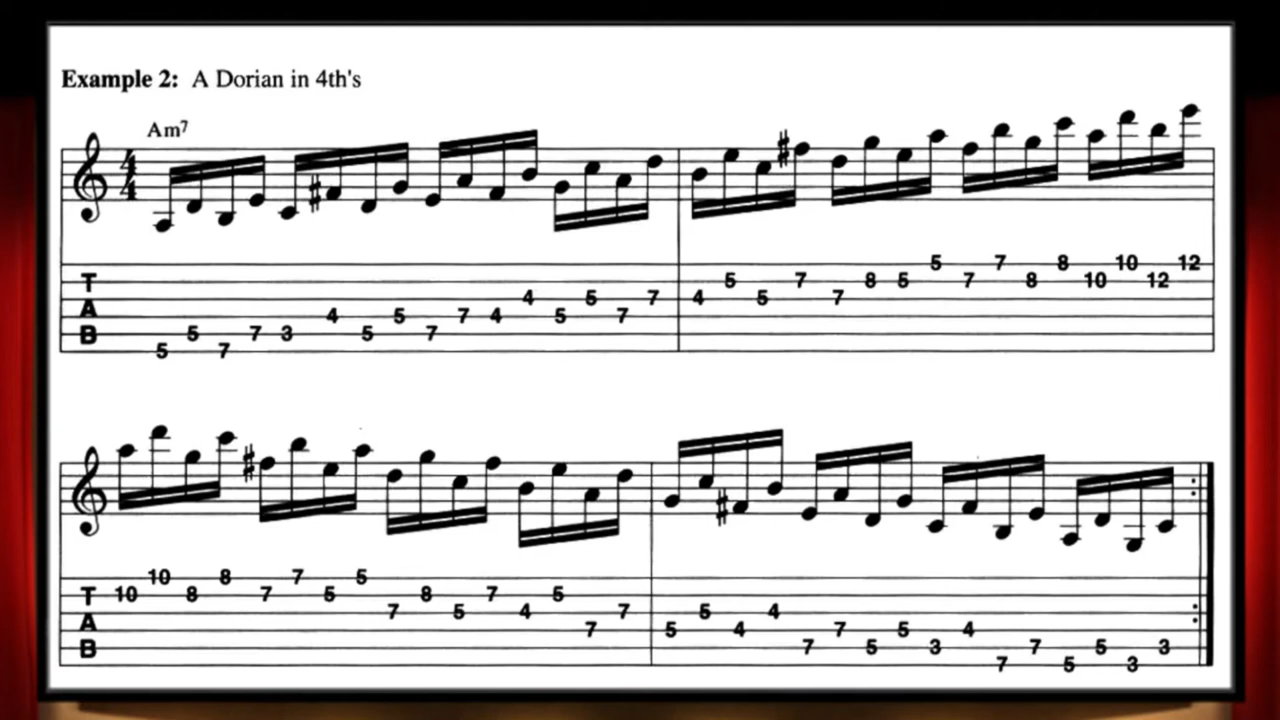 Example 2: A Dorian in 4th's
Am7
4
4
5 7 8 10 12
T 5 7 8 5 7 8 10 12
4 5 7 4 5 7
A 4 5 7 4 5 7
B 5 7 3 5 7
5 7
10 8 7 5
T 10 8 7 5 8 7 5
7 5 4 7 5 4
A 7 5 4 7 5 4
B 7 5 3 7 5 3
7 5 3